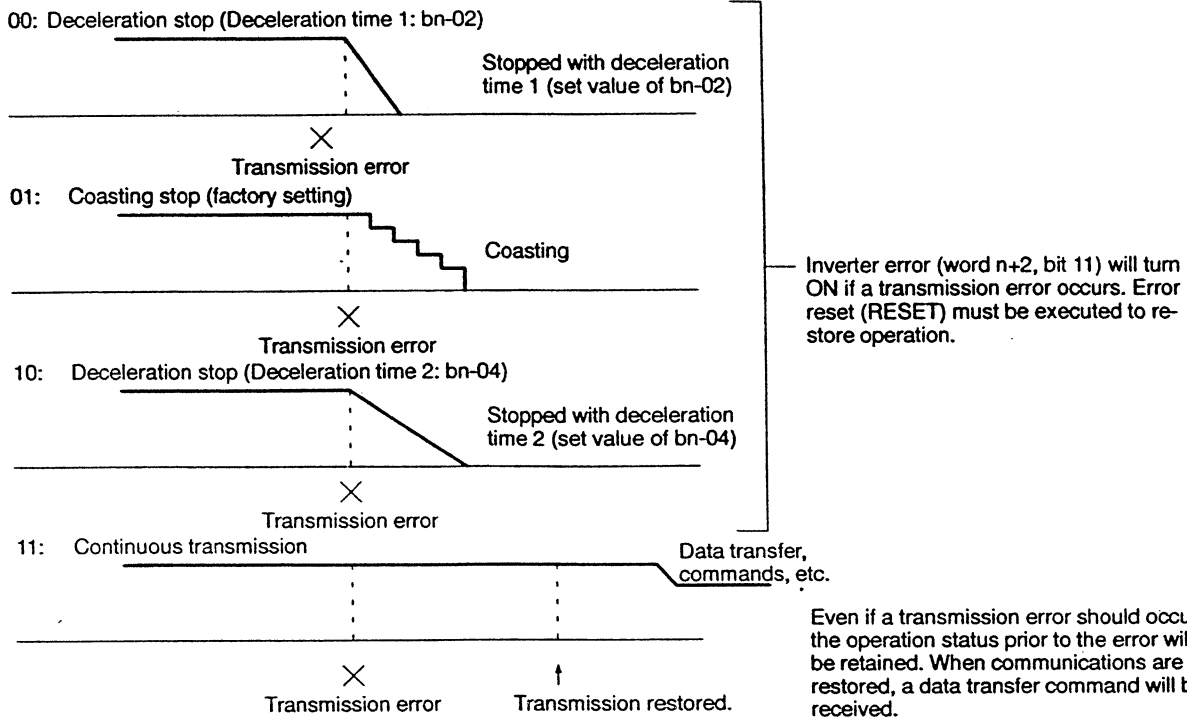 00: Deceleration stop (Deceleration time 1: bn-02)
Stopped with deceleration
time 1 (set value of bn-02)
Transmission error
01: Coasting stop (factory setting)
Coasting
Transmission error
10: Deceleration stop (Deceleration time 2: bn-04)
Stopped with deceleration
time 2 (set value of bn-04)
Transmission error
Inverter error (word n+2, bit 11) will turn
ON if a transmission error occurs. Error
reset (RESET) must be executed to re-
store operation.
11: Continuous transmission
Data transfer,
commands, etc.
Transmission error
Transmission restored.
Even if a transmission error should occu
the operation status prior to the error wil
be retained. When communications are
restored, a data transfer command will b
received.